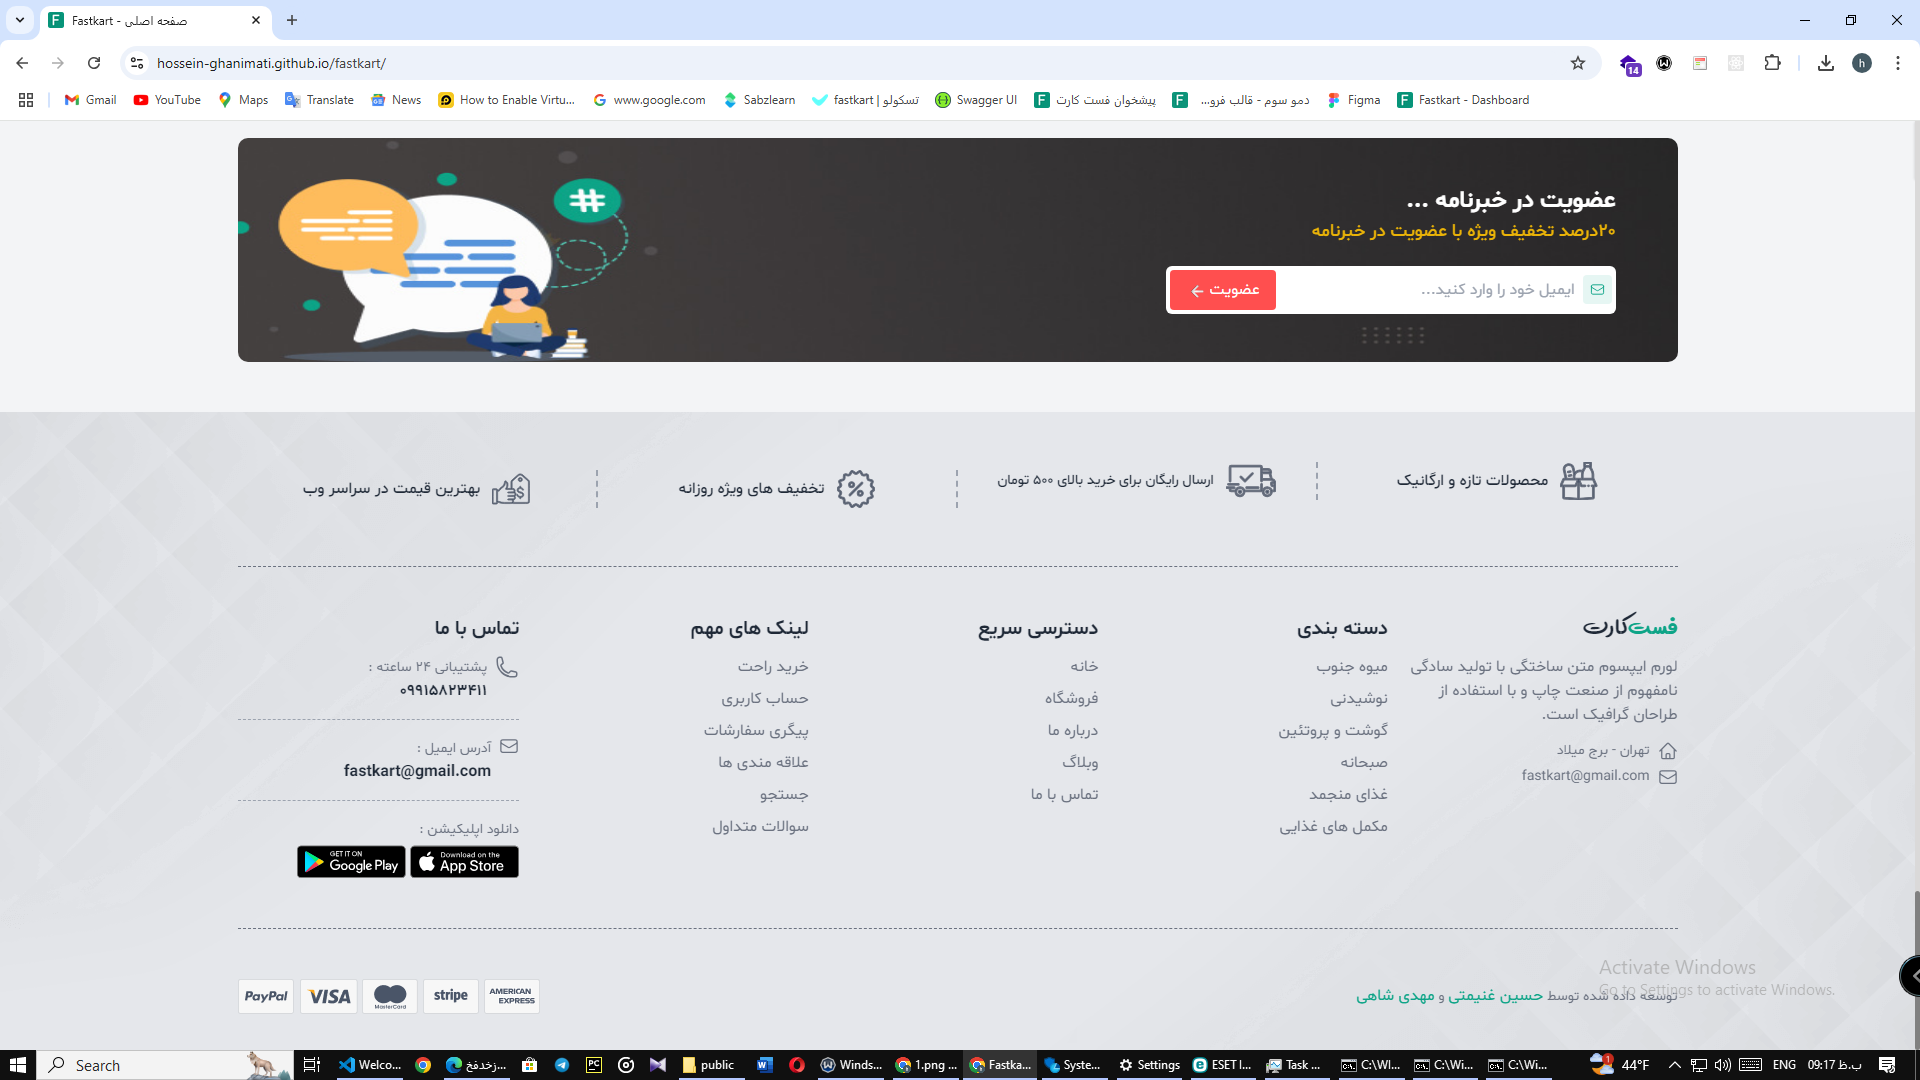 Fastkart - صفحه اصلی
hossein-ghanimati.github.io/fastkart/
14
h
Gmail
YouTube
Maps
Translate
News
How to Enable Virtu...
www.google.com
Sabzlearn
fastkart | تسکولو
Swagger UI
پیشخوان فست کارت
دمو سوم - قالب فرو...
Figma
Fastkart - Dashboard
عضویت در خبرنامه ...
۲۰درصد تخفیف ویژه با عضویت در خبرنامه
ایمیل خود را وارد کنید...
عضویت
محصولات تازه و ارگانیک
ارسال رایگان برای خرید بالای ۵۰۰ تومان
تخفیف های ویژه روزانه
بهترین قیمت در سراسر وب
فست‌کارت
لورم ایپسوم متن ساختگی با تولید سادگی
نامفهوم از صنعت چاپ و با استفاده از
طراحان گرافیک است.
تهران - برج میلاد
fastkart@gmail.com
دسته بندی
میوه جنوب
نوشیدنی
گوشت و پروتئین
صبحانه
غذای منجمد
مکمل های غذایی
دسترسی سریع
خانه
فروشگاه
درباره ما
وبلاگ
تماس با ما
لینک های مهم
خرید راحت
حساب کاربری
پیگری سفارشات
علاقه مندی ها
جستجو
سوالات متداول
تماس با ما
پشتیبانی ۲۴ ساعته :
۰۹۹۱۵۸۲۳۴۱۱
آدرس ایمیل :
fastkart@gmail.com
دانلود اپلیکیشن :
GET IT ON
Google Play
Download on the
App Store
توسعه داده شده توسط حسین غنیمتی و مهدی شاهی
PayPal
VISA
MasterCard
stripe
AMERICAN
EXPRESS
Activate Windows
Go to Settings to activate Windows.
Search
Welco...
زخدفخ...
public
Winds...
1.png ...
Fastka...
Syste...
Settings
ESET I...
Task ...
C:\WI...
C:\Wi...
C:\Wi...
1
44°F
ENG
09:17 ب.ظ